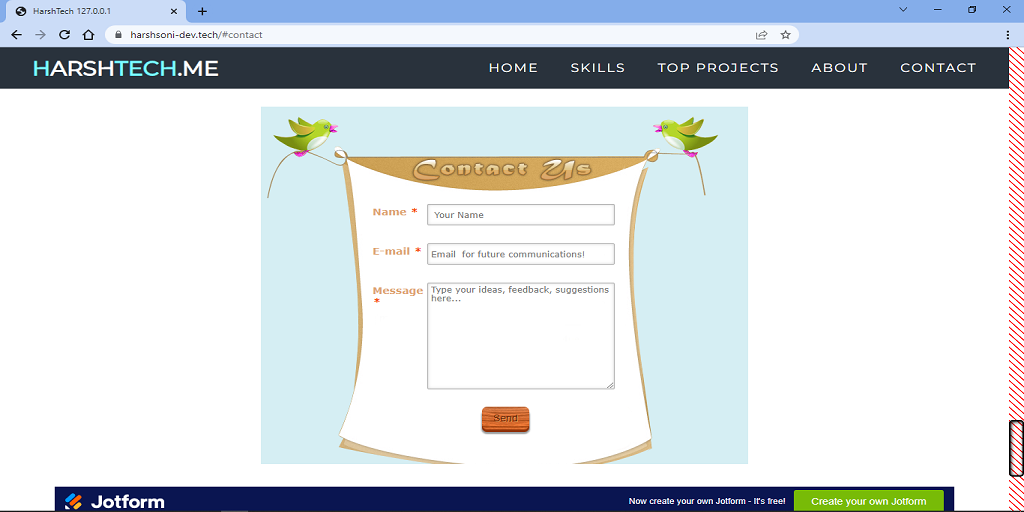 HarshTech 127.0.0.1
harshsoni-dev.tech/#contact
HARSHTECH.ME
HOME SKILLS TOP PROJECTS ABOUT CONTACT
Contact Us
Name * Your Name
E-mail * Email for future communications!
Message * Type your ideas, feedback, suggestions
here...
Send
Jotform Now create your own Jotform - It's free! Create your own Jotform